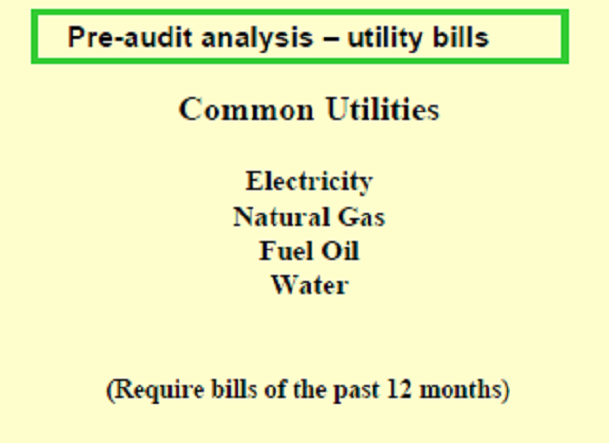 Pre-audit analysis – utility bills
Common Utilities
Electricity
Natural Gas
Fuel Oil
Water
(Require bills of the past 12 months)